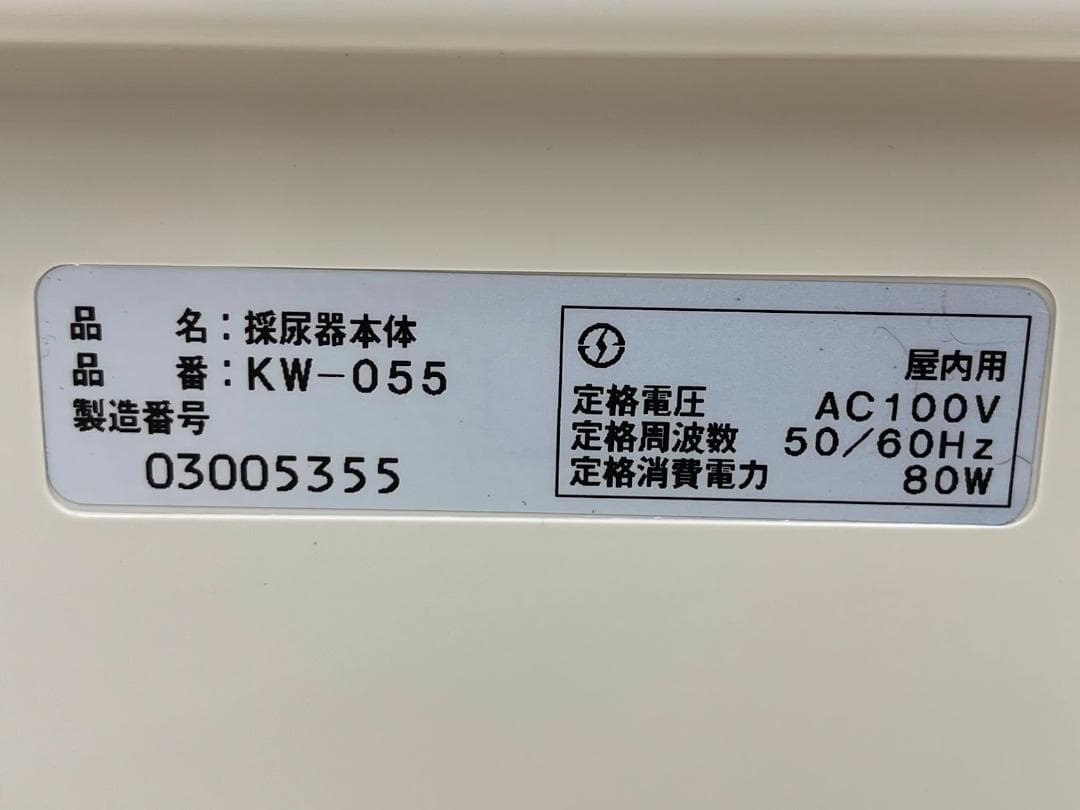 品　　名：採尿器本体
品　　番：KW-055
製造番号
03005355
屋内用
定格電圧 AC100V
定格周波数 50/60Hz
定格消費電力 80W